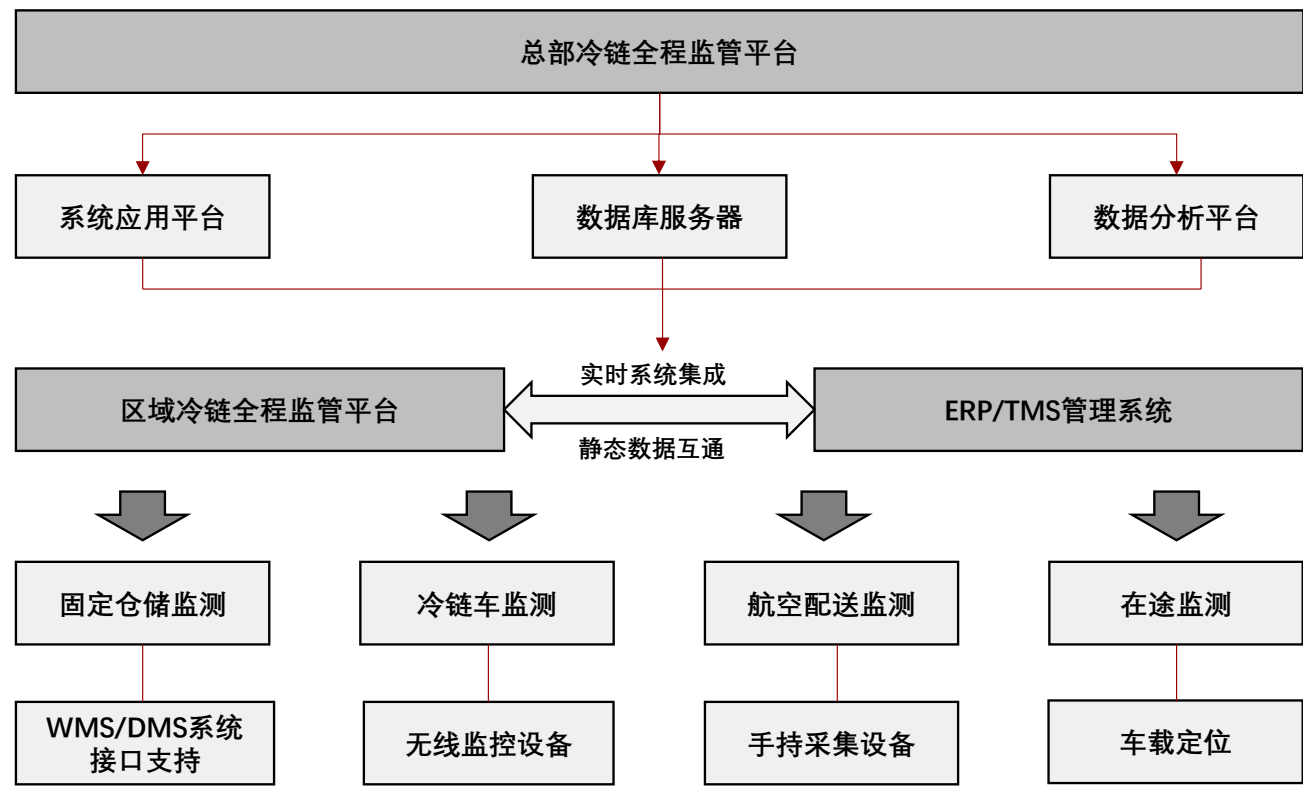 总部冷链全程监管平台
系统应用平台
数据库服务器
数据分析平台
实时系统集成
区域冷链全程监管平台
ERP/TMS管理系统
静态数据互通
固定仓储监测
冷链车监测
航空配送监测
在途监测
WMS/DMS系统
接口支持
无线监控设备
手持采集设备
车载定位